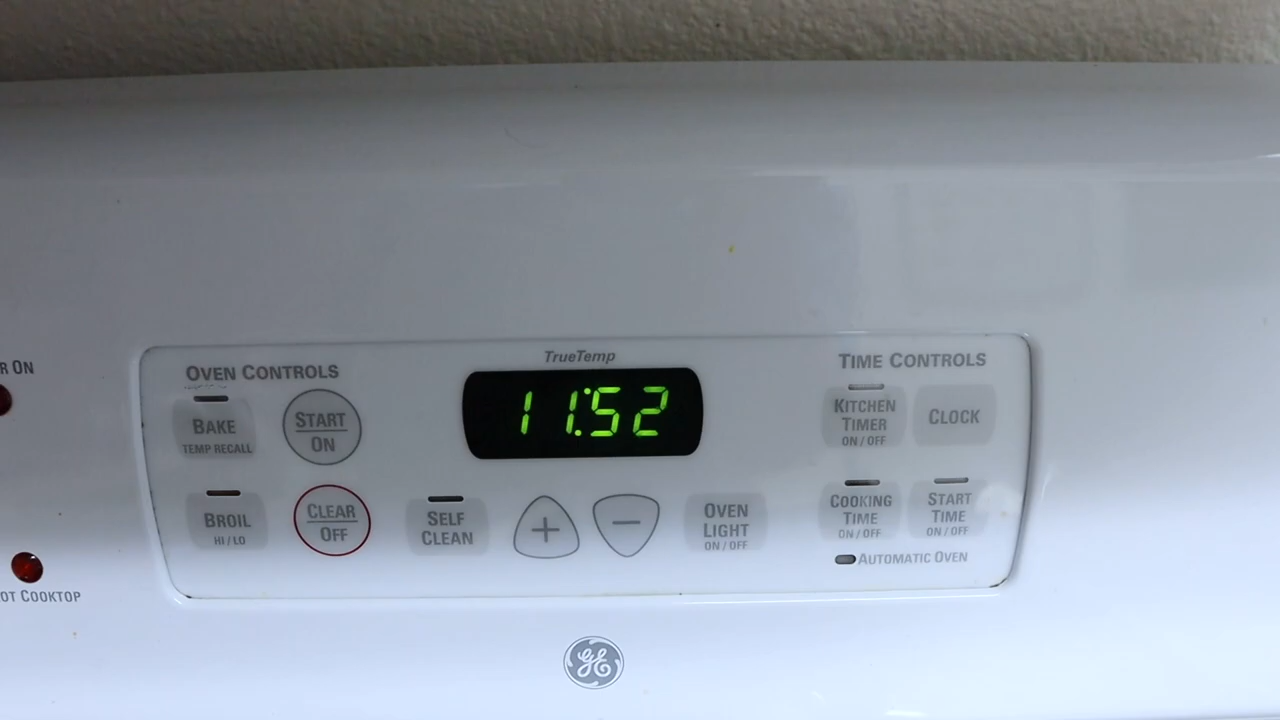 R ON
OT COOKTOP
OVEN CONTROLS
BAKE
TEMP RECALL
START
ON
BROIL
HI / LO
CLEAR
OFF
SELF
CLEAN
TrueTemp
11:52
+
−
OVEN
LIGHT
ON / OFF
TIME CONTROLS
KITCHEN
TIMER
ON / OFF
CLOCK
COOKING
TIME
ON / OFF
START
TIME
ON / OFF
AUTOMATIC OVEN
GE